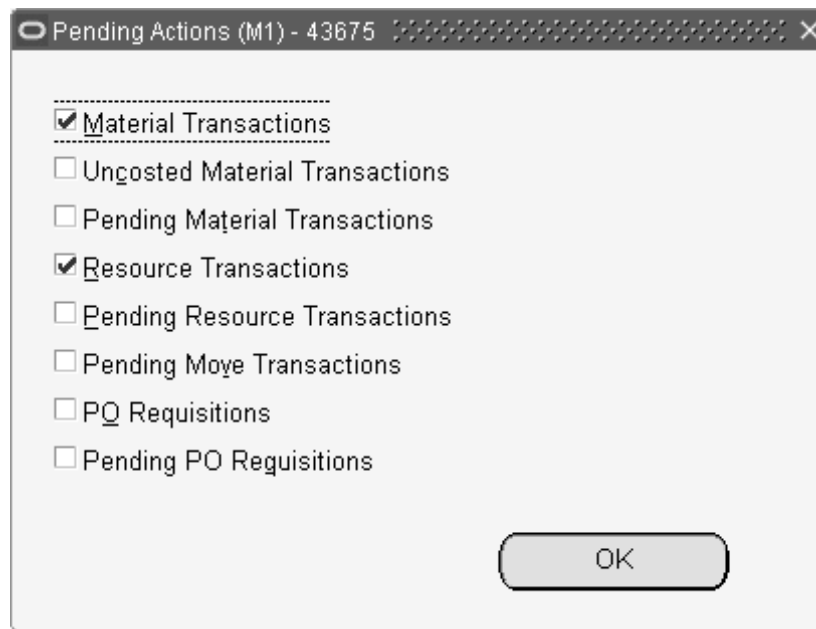 Pending Actions (M1) - 43675
Material Transactions
Uncosted Material Transactions
Pending Material Transactions
Resource Transactions
Pending Resource Transactions
Pending Move Transactions
PO Requisitions
Pending PO Requisitions
OK